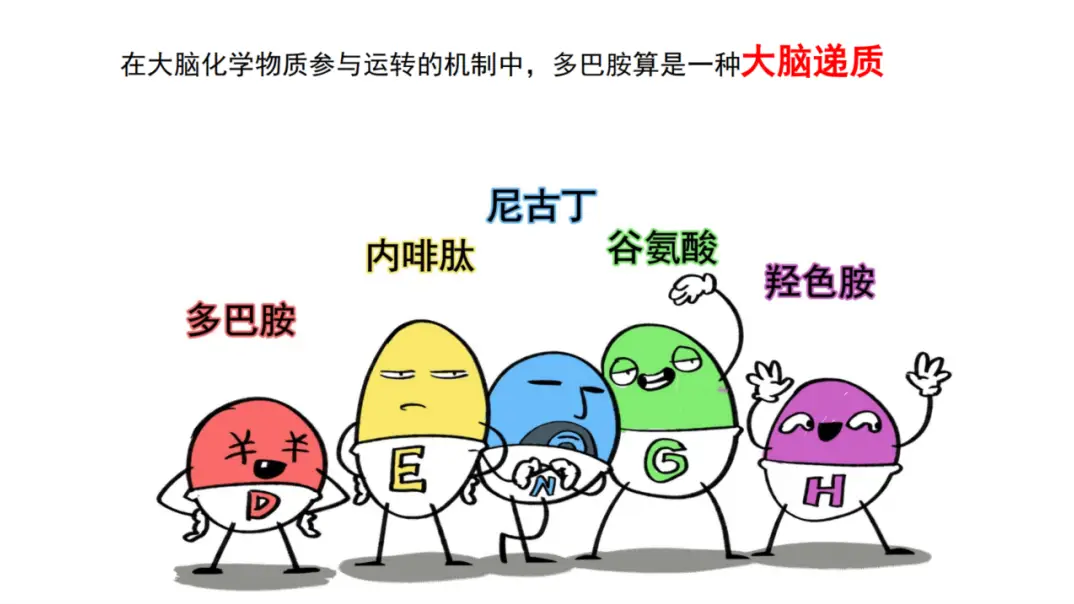 在大脑化学物质参与运转的机制中，多巴胺算是一种大脑递质
尼古丁
谷氨酸
内啡肽
羟色胺
多巴胺
D
E
N
G
H